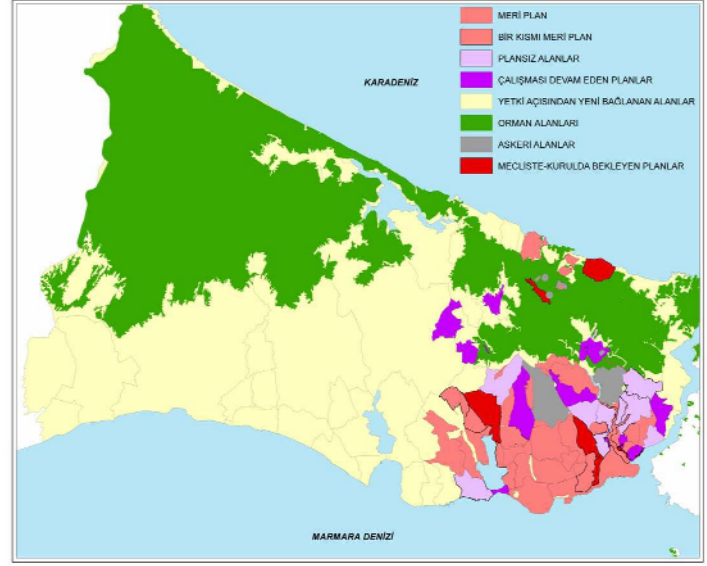 MERİ PLAN
BİR KISMI MERİ PLAN
PLANSIZ ALANLAR
ÇALIŞMASI DEVAM EDEN PLANLAR
YETKİ AÇISINDAN YENİ BAĞLANAN ALANLAR
ORMAN ALANLARI
ASKERİ ALANLAR
MECLİSTE-KURULDA BEKLEYEN PLANLAR
KARADENİZ
MARMARA DENİZİ